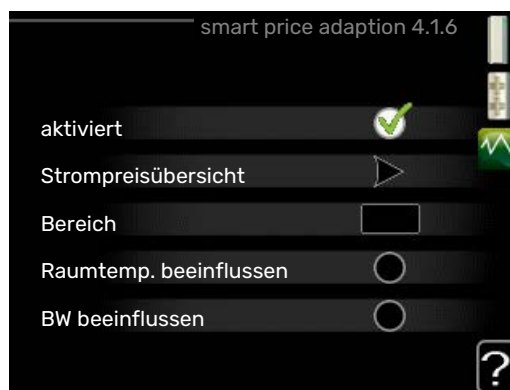 smart price adaption 4.1.6
aktiviert
Strompreisübersicht
Bereich
Raumtemp. beeinflussen
BW beeinflussen
?